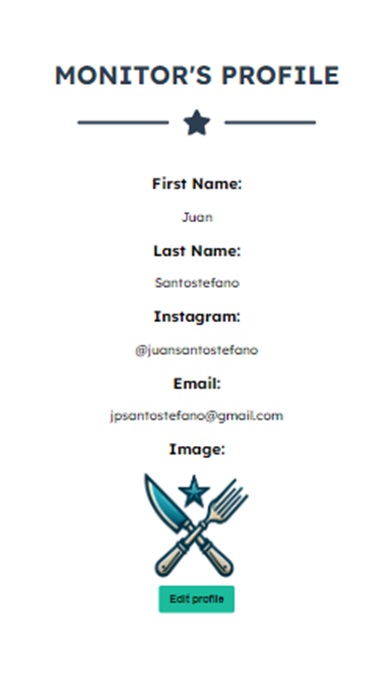 MONITOR'S PROFILE
First Name:
Juan
Last Name:
Santostefano
Instagram:
@juansantostefano
Email:
jpsantostefano@gmail.com
Image:
Edit profile